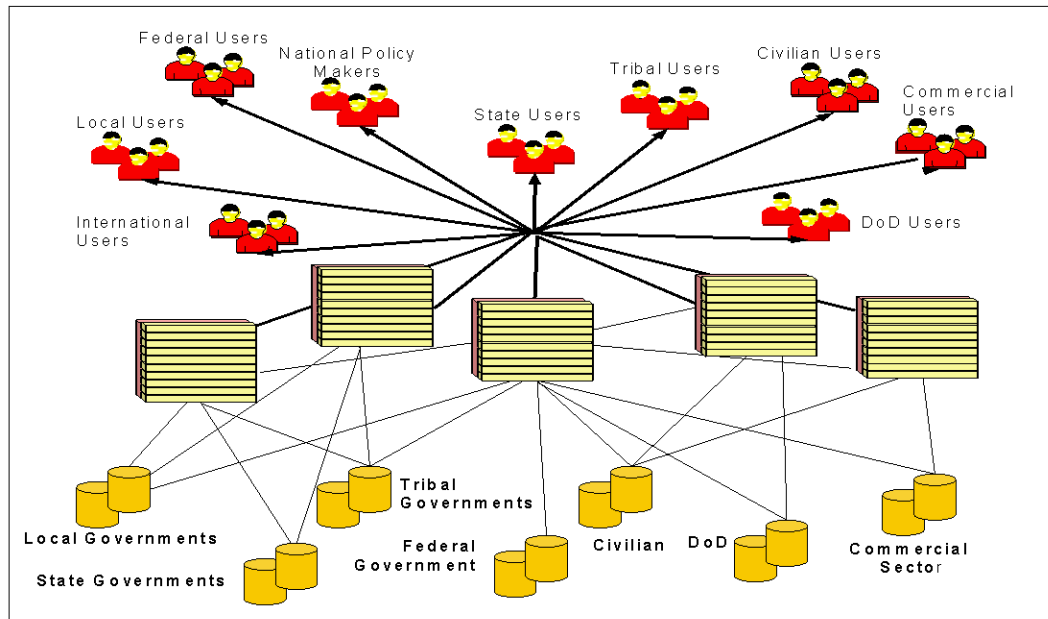 Federal Users
National Policy
Makers
Tribal Users
Civilian Users
Commercial
Users
Local Users
State Users
International
Users
DoD Users
Tribal
Governments
Local Governments
Federal
Government
Civilian
DoD
Commercial
Sector
State Governments